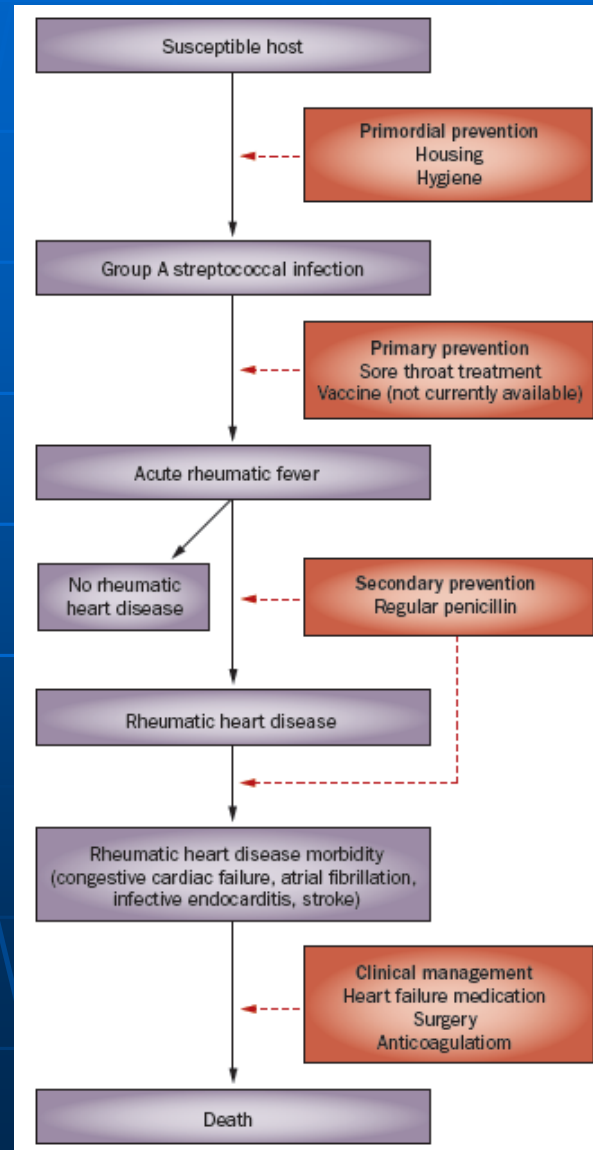 Susceptible host
Primordial prevention
Housing
Hygiene
Group A streptococcal infection
Primary prevention
Sore throat treatment
Vaccine (not currently available)
Acute rheumatic fever
No rheumatic
heart disease
Secondary prevention
Regular penicillin
Rheumatic heart disease
Rheumatic heart disease morbidity
(congestive cardiac failure, atrial fibrillation,
infective endocarditis, stroke)
Clinical management
Heart failure medication
Surgery
Anticoagulatiom
Death